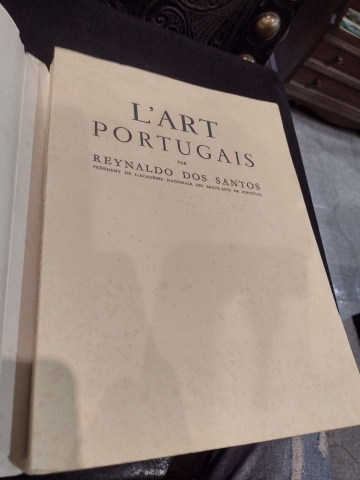 L'ART
PORTUGAIS
PAR
REYNALDO DOS SANTOS
PRÉSIDENT DE L'ACADÉMIE NATIONALE DES BEAUX-ARTS DE PORTUGAL